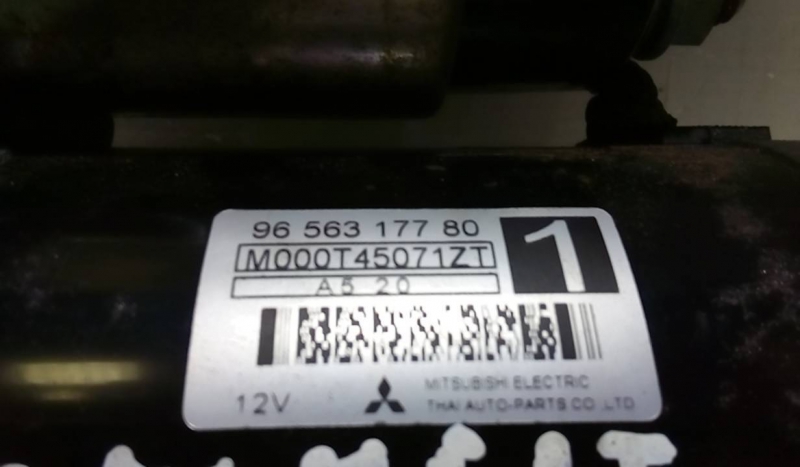 96 563 177 80
M000T45071ZT
1
A5 20
12V
MITSUBISHI ELECTRIC
THAI AUTO-PARTS CO.,LTD